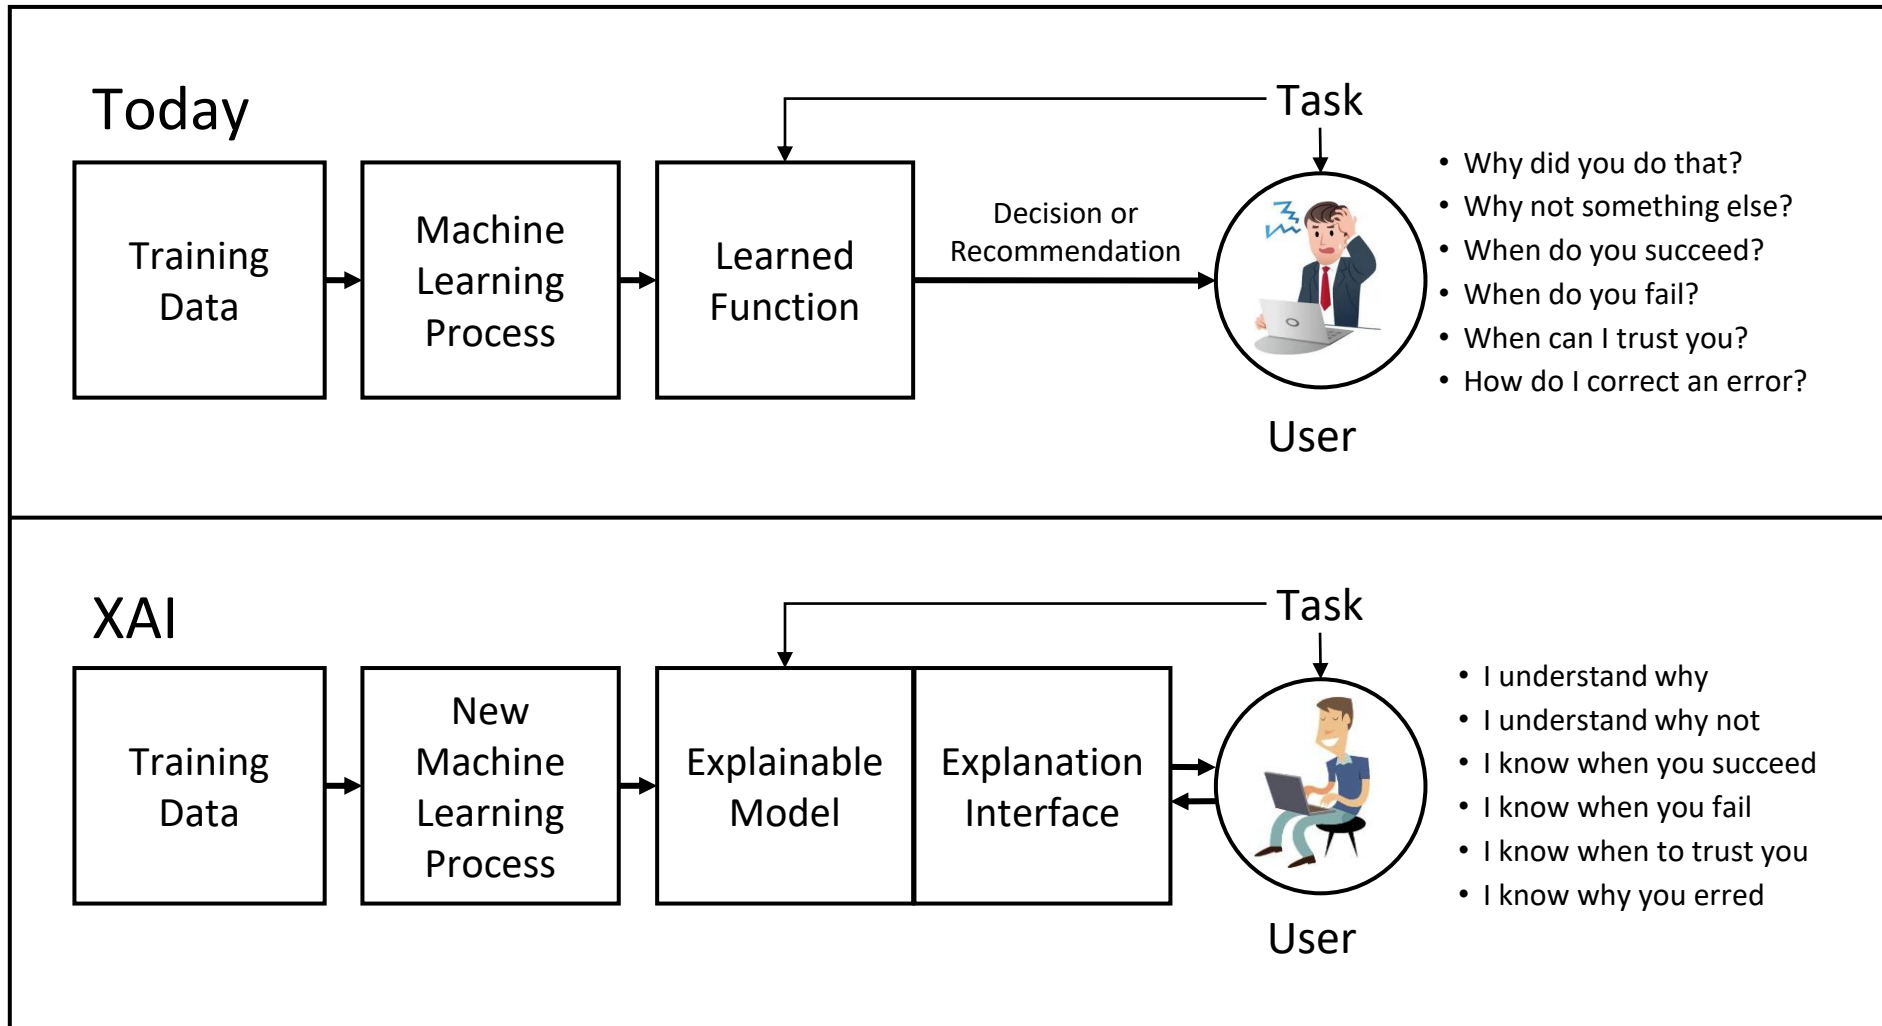 Today
Task
Training
Data
Machine
Learning
Process
Learned
Function
Decision or
Recommendation
User
• Why did you do that?
• Why not something else?
• When do you succeed?
• When do you fail?
• When can I trust you?
• How do I correct an error?
XAI
Task
Training
Data
New
Machine
Learning
Process
Explainable
Model
Explanation
Interface
User
• I understand why
• I understand why not
• I know when you succeed
• I know when you fail
• I know when to trust you
• I know why you erred